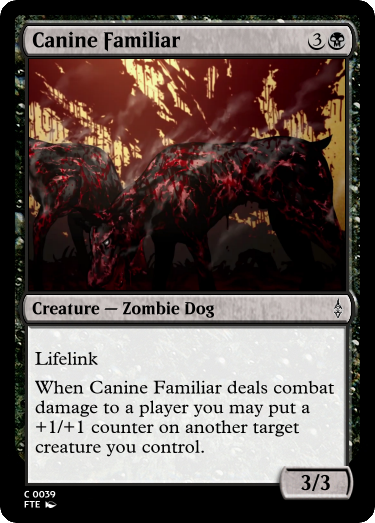 Canine Familiar 3
Creature — Zombie Dog
Lifelink
When Canine Familiar deals combat
damage to a player you may put a
+1/+1 counter on another target
creature you control.
3/3
C 0039
FTE